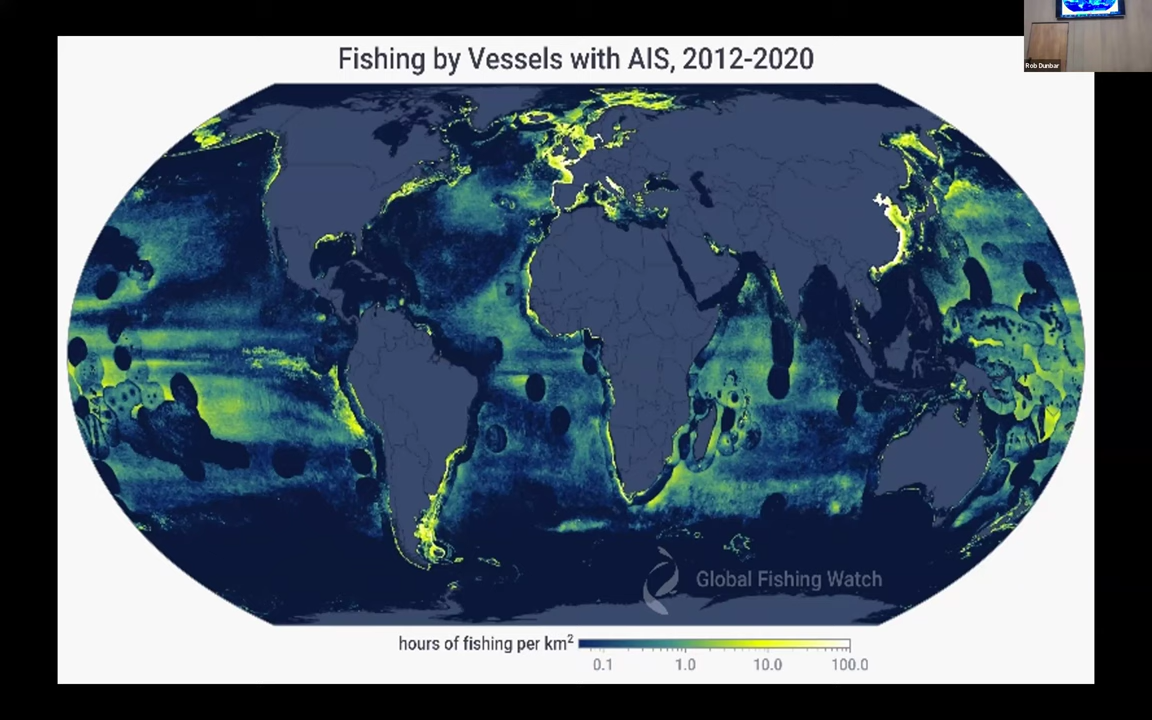 Fishing by Vessels with AIS, 2012-2020
Rob Dunbar
Global Fishing Watch
hours of fishing per km²
0.1 1.0 10.0 100.0